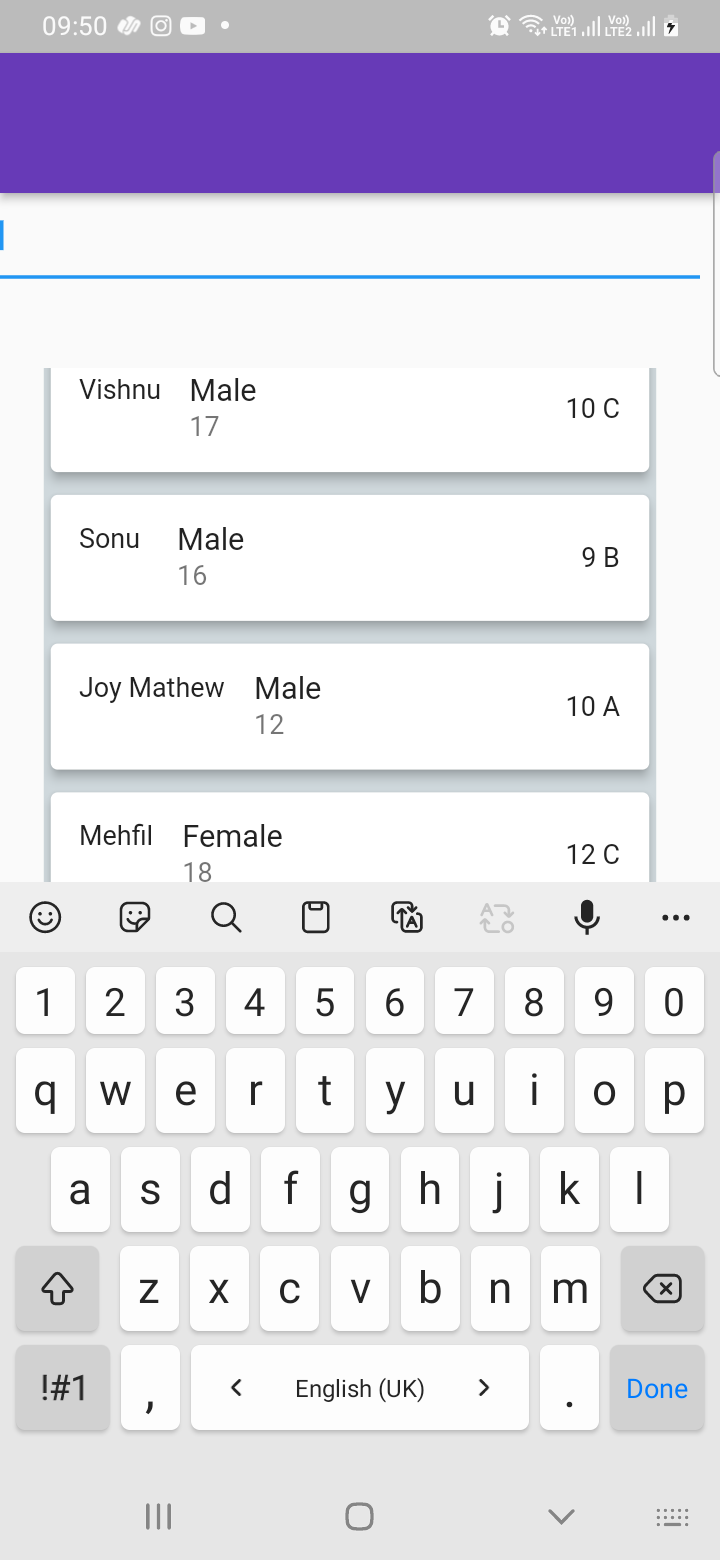 09:50
Vo)) LTE1 Vo)) LTE2
Vishnu Male
17
10 C
Sonu Male
16
9 B
Joy Mathew Male
12
10 A
Mehfil Female
18
12 C
1 2 3 4 5 6 7 8 9 0
q w e r t y u i o p
a s d f g h j k l
z x c v b n m
!#1 , < English (UK) > . Done